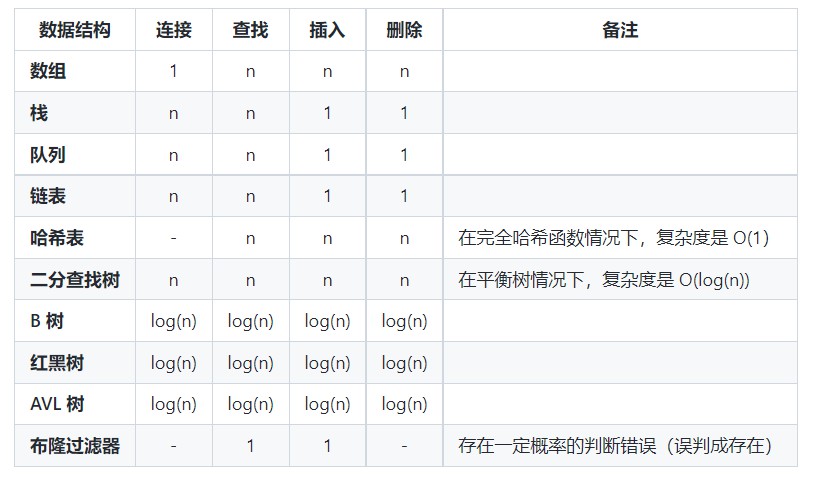 数据结构 连接 查找 插入 删除 备注
数组 1 n n n
栈 n n 1 1
队列 n n 1 1
链表 n n 1 1
哈希表 - n n n 在完全哈希函数情况下，复杂度是 O(1)
二分查找树 n n n n 在平衡树情况下，复杂度是 O(log(n))
B 树 log(n) log(n) log(n) log(n)
红黑树 log(n) log(n) log(n) log(n)
AVL 树 log(n) log(n) log(n) log(n)
布隆过滤器 - 1 1 - 存在一定概率的判断错误（误判成存在）